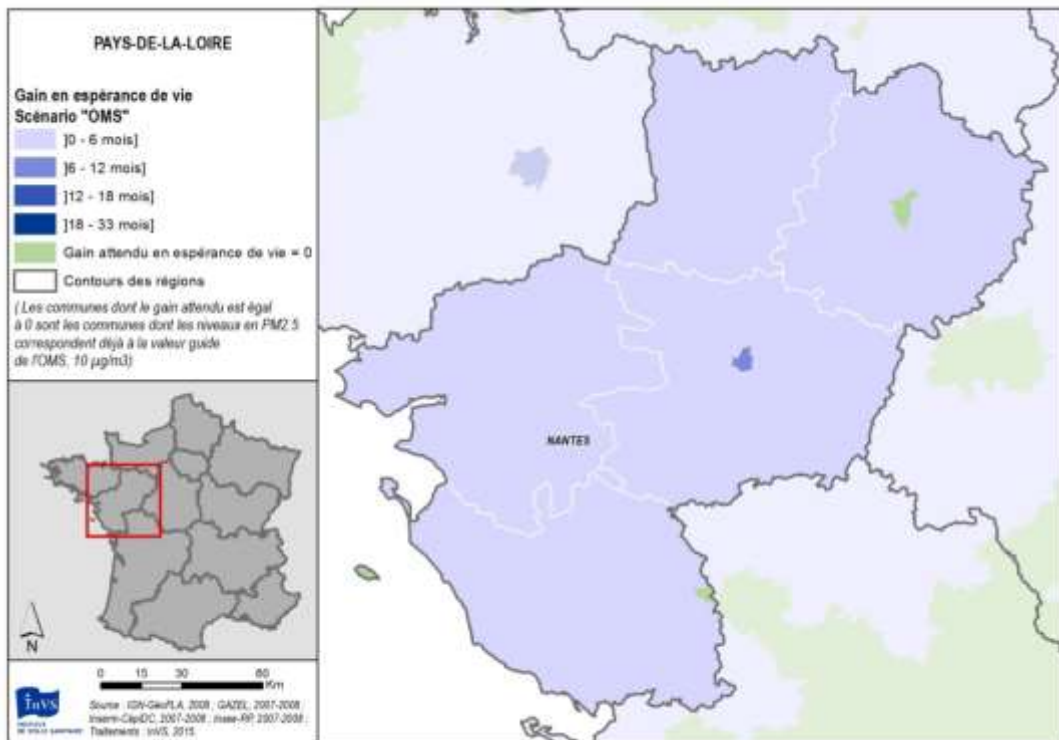 PAYS-DE-LA-LOIRE
Gain en espérance de vie
Scénario "OMS"
]0 - 6 mois]
]6 - 12 mois]
]12 - 18 mois]
]18 - 33 mois]
Gain attendu en espérance de vie = 0
Contours des régions
( Les communes dont le gain attendu est égal
à 0 sont les communes dont les niveaux en PM2.5
correspondent déjà à la valeur guide
de l'OMS, 10 µg/m3)
NANTES
N
0 15 30 60
Km
InVS
Source : IGN-GéoFLA, 2008 ; GAZEL, 2007-2008 ;
Inserm-CépiDC, 2007-2008 ; Insee-RP, 2007-2008 ;
Traitements : InVS, 2015.
INSTITUT
DE VEILLE SANITAIRE